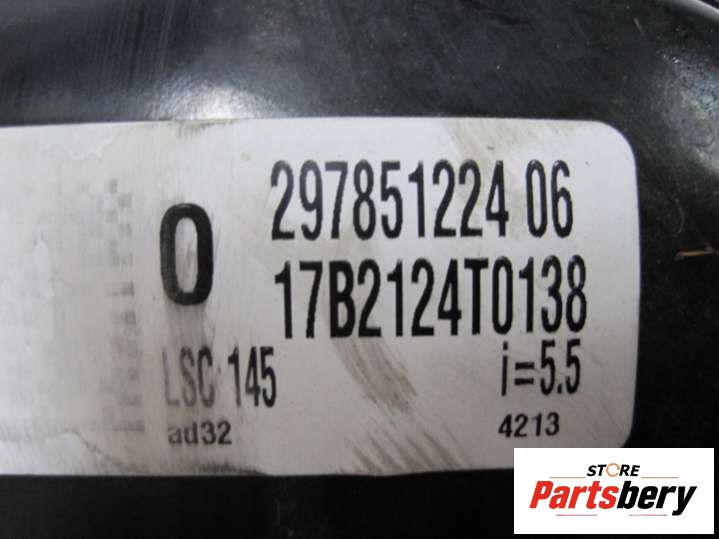 0
297851224 06
17B2124T0138
LSC 145
i=5.5
ad32
4213
STORE
Partsbery